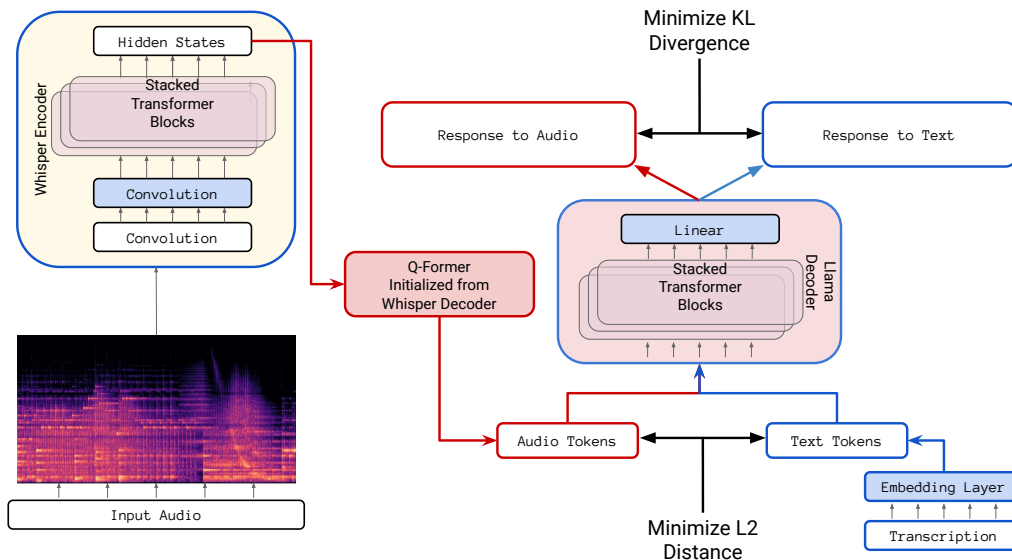 Hidden States
Stacked
Transformer
Blocks
Whisper Encoder
Convolution
Convolution
Input Audio
Q-Former
Initialized from
Whisper Decoder
Minimize KL
Divergence
Response to Audio
Response to Text
Linear
Stacked
Transformer
Blocks
Llama
Decoder
Audio Tokens
Text Tokens
Embedding Layer
Transcription
Minimize L2
Distance